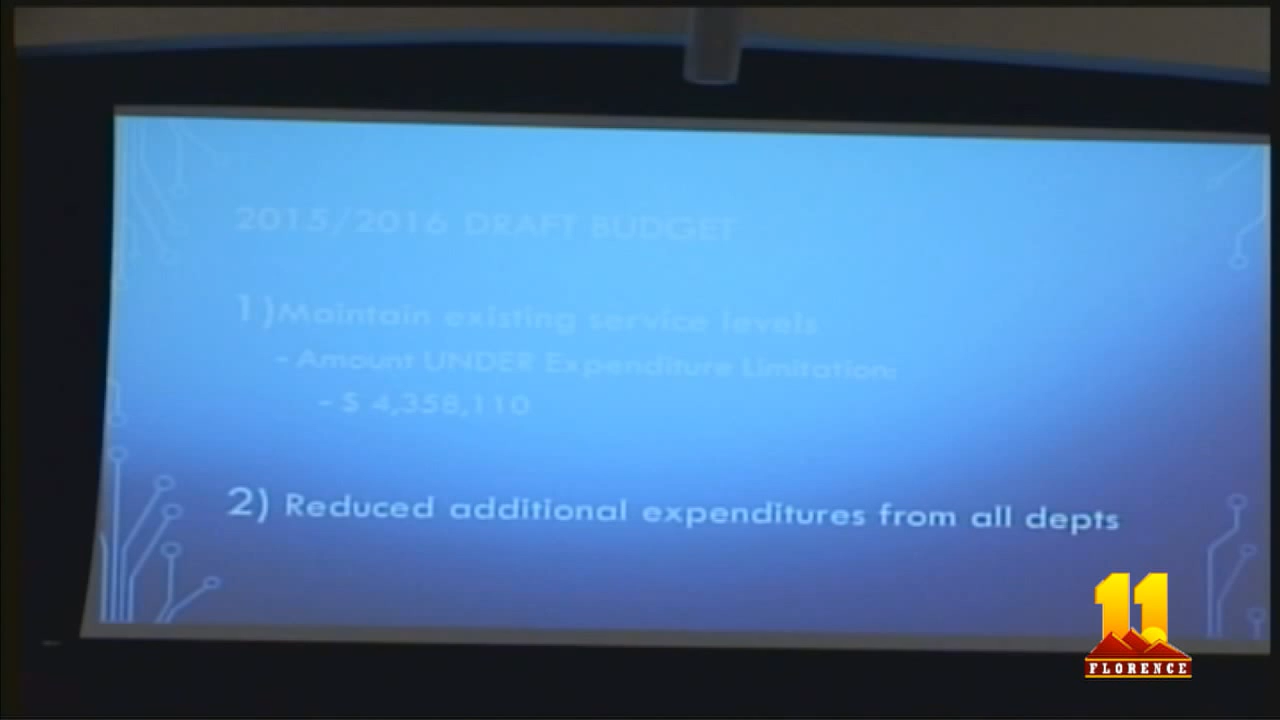 2015/2016 DRAFT BUDGET
1)Maintain existing service levels
- Amount UNDER Expenditure Limitation:
- $ 4,358,110
2) Reduced additional expenditures from all depts
11
FLORENCE